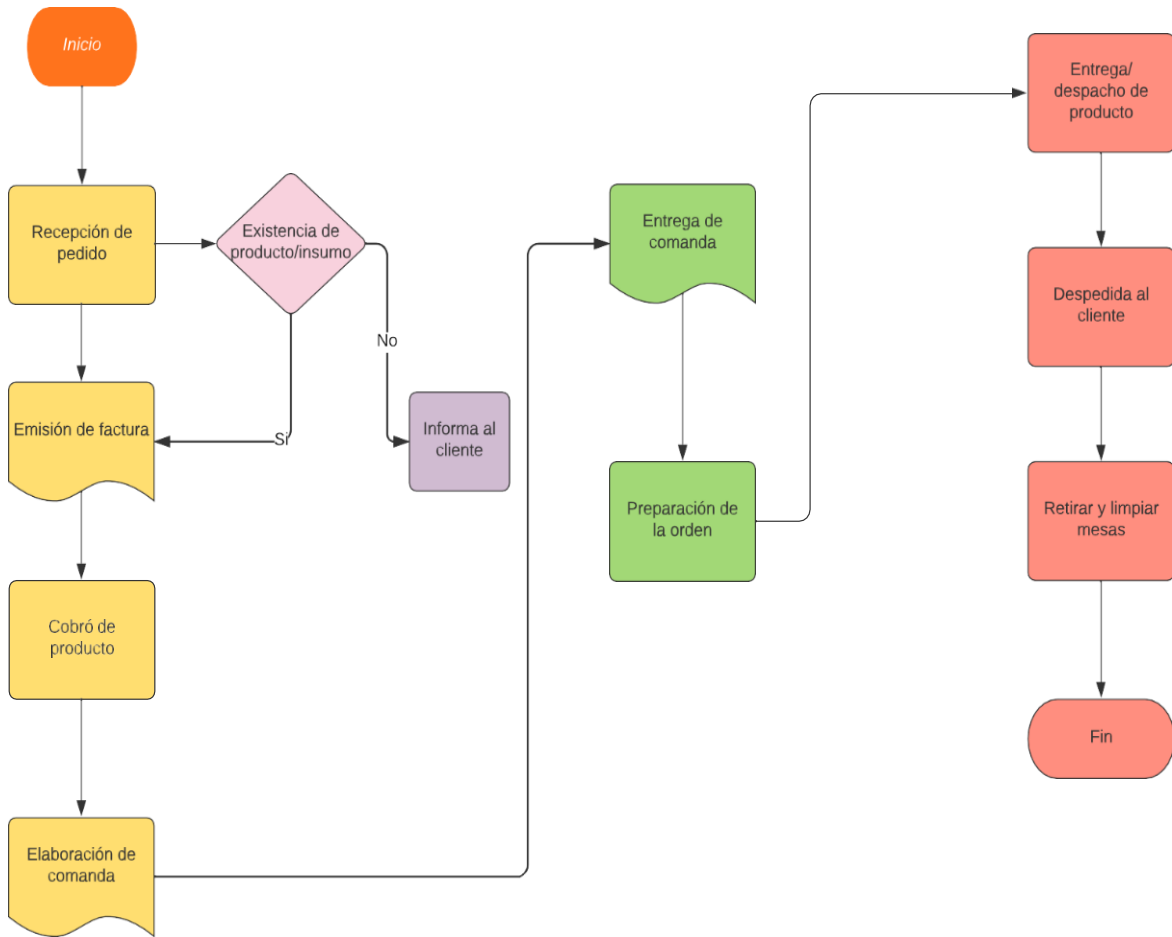 Inicio
Recepción de
pedido
Existencia de
producto/insumo
No
Si
Informa al
cliente
Emisión de factura
Cobró de
producto
Elaboración de
comanda
Entrega de
comanda
Preparación de
la orden
Entrega/
despacho de
producto
Despedida al
cliente
Retirar y limpiar
mesas
Fin